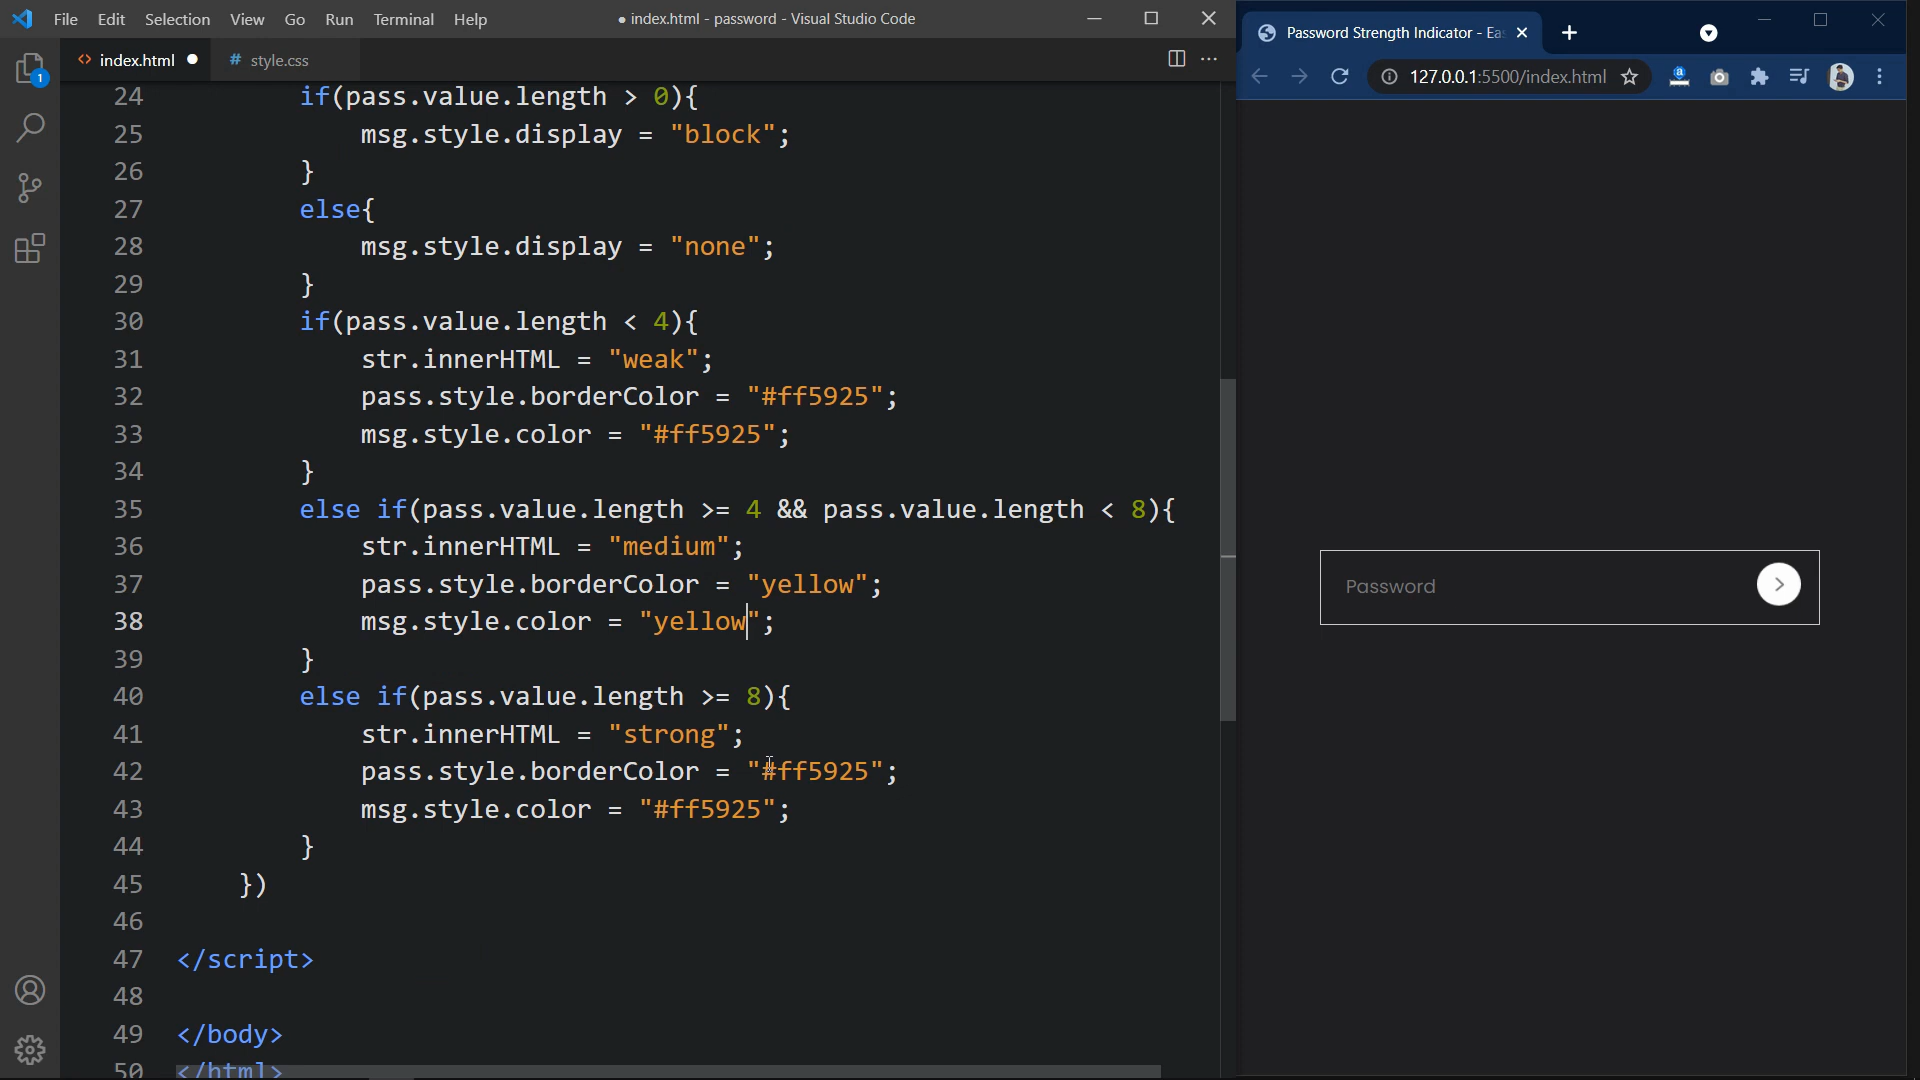 File Edit Selection View Go Run Terminal Help
● index.html - password - Visual Studio Code
<> index.html ●
# style.css
1
24 if(pass.value.length > 0){
25 msg.style.display = "block";
26 }
27 else{
28 msg.style.display = "none";
29 }
30 if(pass.value.length < 4){
31 str.innerHTML = "weak";
32 pass.style.borderColor = "#ff5925";
33 msg.style.color = "#ff5925";
34 }
35 else if(pass.value.length >= 4 && pass.value.length < 8){
36 str.innerHTML = "medium";
37 pass.style.borderColor = "yellow";
38 msg.style.color = "yellow";
39 }
40 else if(pass.value.length >= 8){
41 str.innerHTML = "strong";
42 pass.style.borderColor = "#ff5925";
43 msg.style.color = "#ff5925";
44 }
45 })
46
47 </script>
48
49 </body>
50 </html>
Password Strength Indicator - Ea
127.0.0.1:5500/index.html
Password